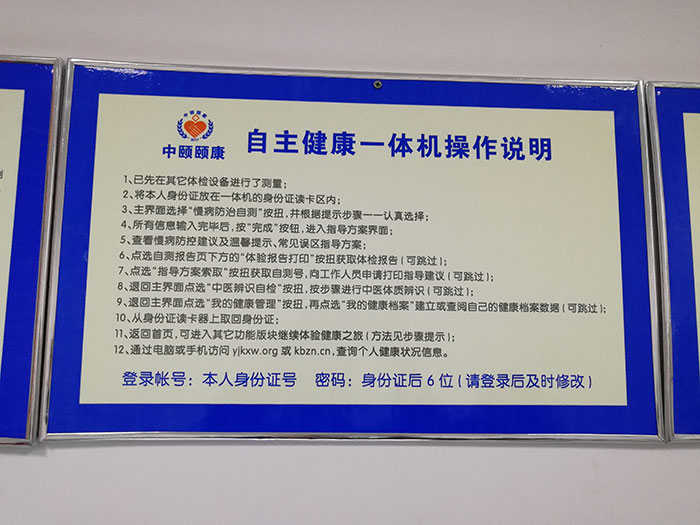 中颐颐康
自主健康一体机操作说明
1、已先在其它体检设备进行了测量;
2、将本人身份证放在一体机的身份证读卡区内;
3、主界面选择“慢病防治自测”按扭,并根据提示步骤一一认真选择;
4、所有信息输入完毕后,按“完成”按钮,进入指导方案界面;
5、查看慢病防控建议及温馨提示、常见误区指导方案;
6、点选自测报告页下方的“体验报告打印”按扭获取体检报告(可跳过);
7、点选“指导方案索取”按扭获取自测号,向工作人员申请打印指导建议(可跳过);
8、退回主界面点选“中医辨识自检”按扭,按步骤进行中医体质辨识(可跳过);
9、退回主界面点选“我的健康管理”按扭,再点选“我的健康档案”建立或查阅自己的健康档案数据(可跳过);
10、从身份证读卡器上取回身份证;
11、返回首页,可进入其它功能版块继续体验健康之旅(方法见步骤提示);
12、通过电脑或手机访问 yjkxw.org 或 kbzn.cn,查询个人健康状况信息。
登录帐号:本人身份证号 密码:身份证后6位(请登录后及时修改)